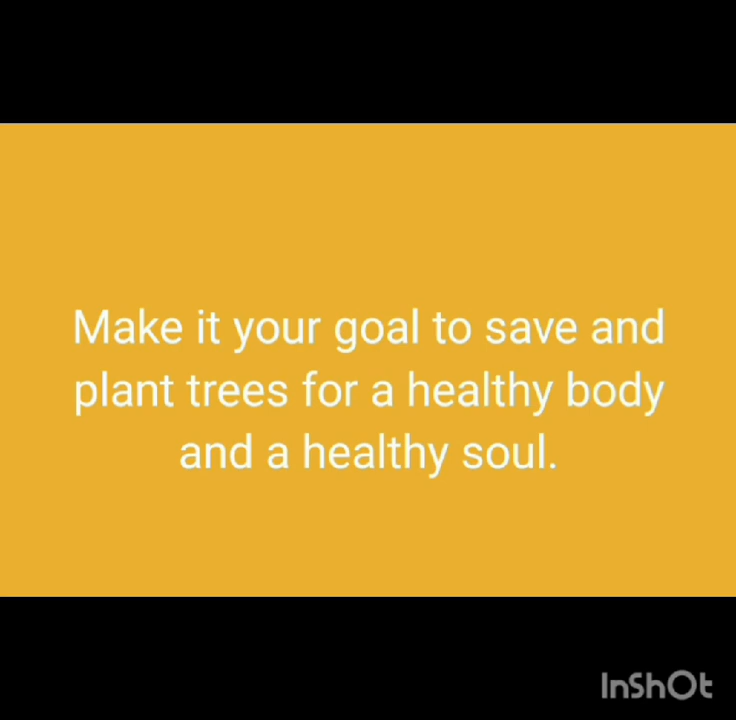 Make it your goal to save and
plant trees for a healthy body
and a healthy soul.
InShOt